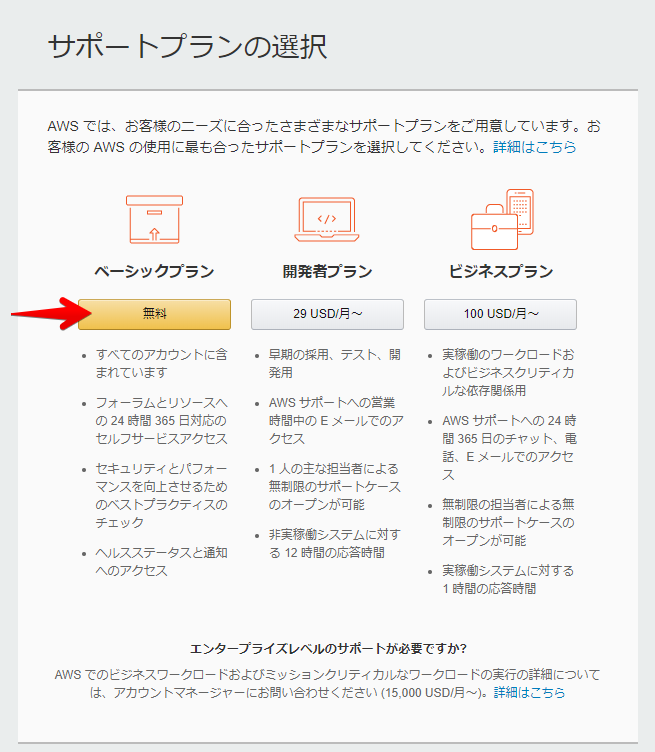 サポートプランの選択
AWS では、お客様のニーズに合ったさまざまなサポートプランをご用意しています。お
客様の AWS の使用に最も合ったサポートプランを選択してください。詳細はこちら
</>
ベーシックプラン
無料
すべてのアカウントに含
まれています
フォーラムとリソースへ
の 24 時間 365 日対応の
セルフサービスアクセス
セキュリティとパフォー
マンスを向上させるため
のベストプラクティスの
チェック
ヘルスステータスと通知
へのアクセス
開発者プラン
29 USD/月～
早期の採用、テスト、開
発用
AWS サポートへの営業
時間中の E メールでのア
クセス
1 人の主な担当者による
無制限のサポートケース
のオープンが可能
非実稼働システムに対す
る 12 時間の応答時間
ビジネスプラン
100 USD/月～
実稼働のワークロードお
よびビジネスクリティカ
ルな依存関係用
AWS サポートへの 24 時
間 365 日のチャット、電
話、E メールでのアクセ
ス
無制限の担当者による無
制限のサポートケースの
オープンが可能
実稼働システムに対する
1 時間の応答時間
エンタープライズレベルのサポートが必要ですか?
AWS でのビジネスワークロードおよびミッションクリティカルなワークロードの実行の詳細について
は、アカウントマネージャーにお問い合わせください (15,000 USD/月～)。詳細はこちら